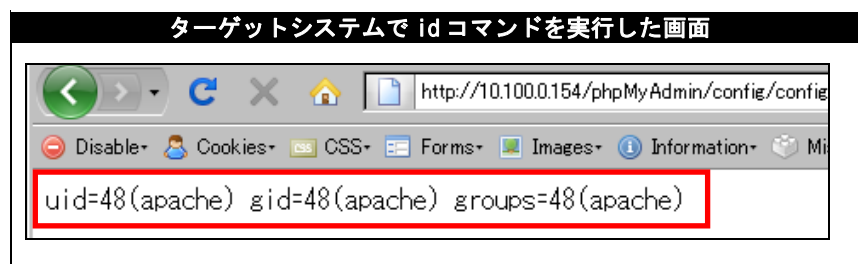 ターゲットシステムで idコマンドを実行した画面
http://10.100.0.154/phpMyAdmin/config/config
Disable Cookies CSS Forms Images Information Mi
uid=48(apache) gid=48(apache) groups=48(apache)